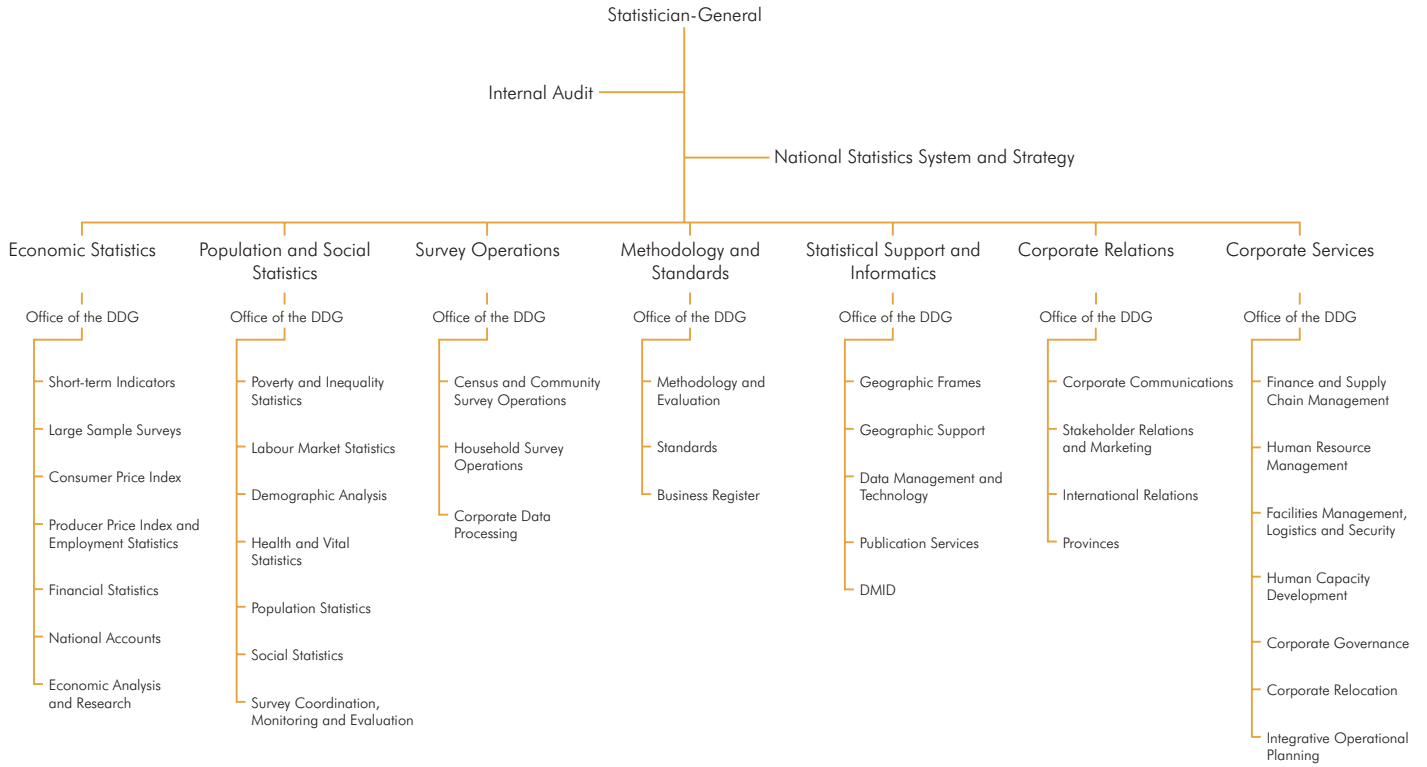 Statistician-General
Internal Audit
National Statistics System and Strategy
Economic Statistics
Office of the DDG
Short-term Indicators
Large Sample Surveys
Consumer Price Index
Producer Price Index and
Employment Statistics
Financial Statistics
National Accounts
Economic Analysis
and Research
Population and Social
Statistics
Office of the DDG
Poverty and Inequality
Statistics
Labour Market Statistics
Demographic Analysis
Health and Vital
Statistics
Population Statistics
Social Statistics
Survey Coordination,
Monitoring and Evaluation
Survey Operations
Office of the DDG
Census and Community
Survey Operations
Household Survey
Operations
Corporate Data
Processing
Methodology and
Standards
Office of the DDG
Methodology and
Evaluation
Standards
Business Register
Statistical Support and
Informatics
Office of the DDG
Geographic Frames
Geographic Support
Data Management and
Technology
Publication Services
DMID
Corporate Relations
Office of the DDG
Corporate Communications
Stakeholder Relations
and Marketing
International Relations
Provinces
Corporate Services
Office of the DDG
Finance and Supply
Chain Management
Human Resource
Management
Facilities Management,
Logistics and Security
Human Capacity
Development
Corporate Governance
Corporate Relocation
Integrative Operational
Planning